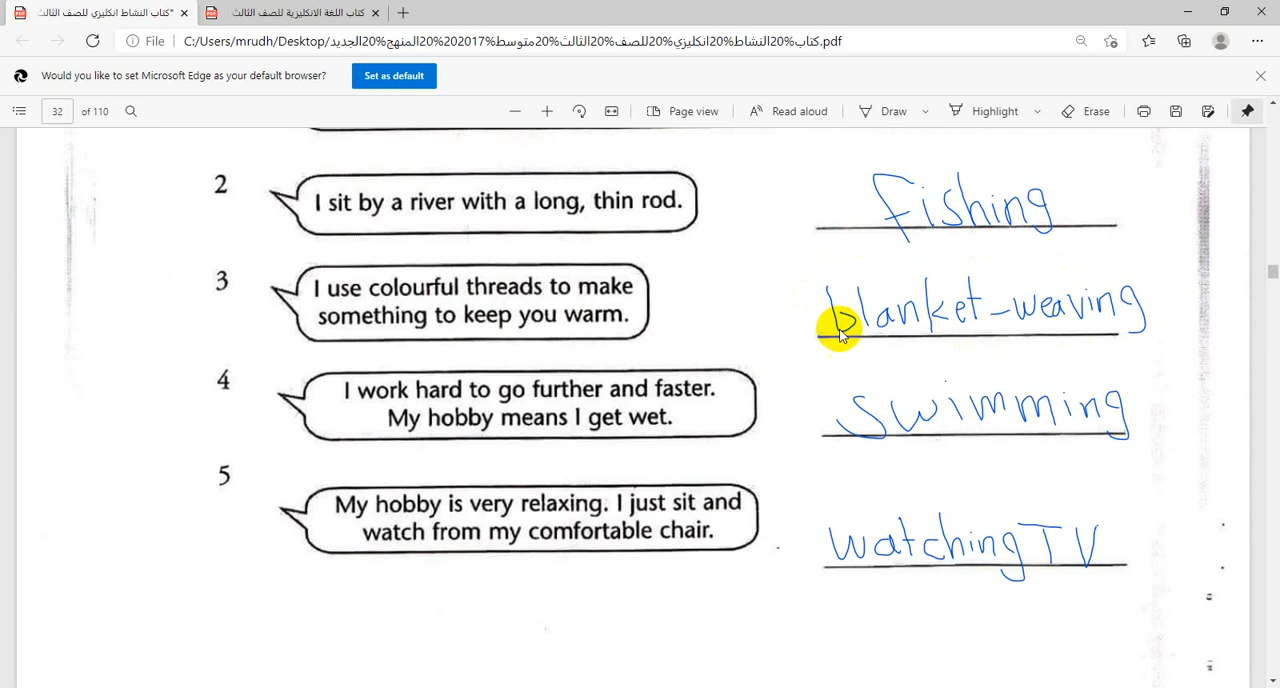 كتاب النشاط انكليزي للصف الثالث*
كتاب اللغة الانكليزية للصف الثالث
File
C:/Users/mrudh/Desktop/كتاب%20النشاط%20انكليزي%20للصف%20الثالث%20متوسط%202017%20المنهج%20الجديد.pdf
Would you like to set Microsoft Edge as your default browser?
Set as default
32 of 110
Page view
Read aloud
Draw
Highlight
Erase
2
I sit by a river with a long, thin rod.
Fishing
3
I use colourful threads to make
something to keep you warm.
blanket-weaving
4
I work hard to go further and faster.
My hobby means I get wet.
swimming
5
My hobby is very relaxing. I just sit and
watch from my comfortable chair.
watching TV